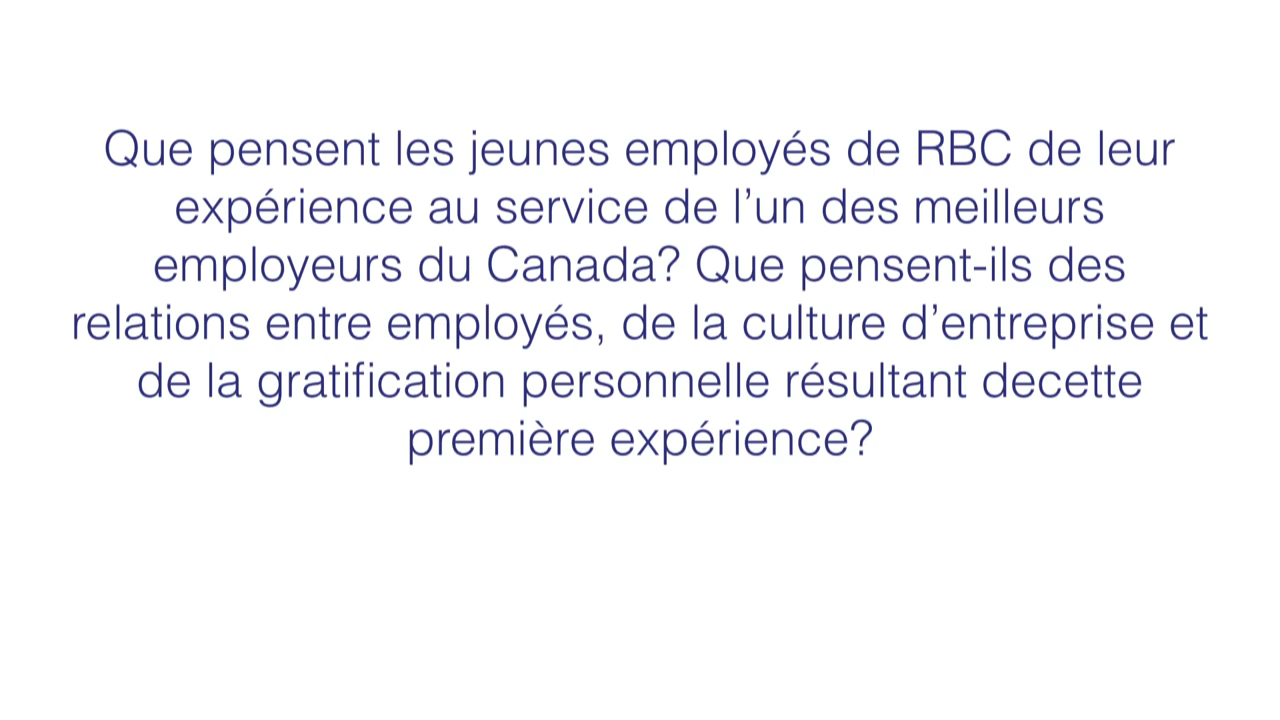 Que pensent les jeunes employés de RBC de leur
expérience au service de l’un des meilleurs
employeurs du Canada? Que pensent-ils des
relations entre employés, de la culture d’entreprise et
de la gratification personnelle résultant decette
première expérience?